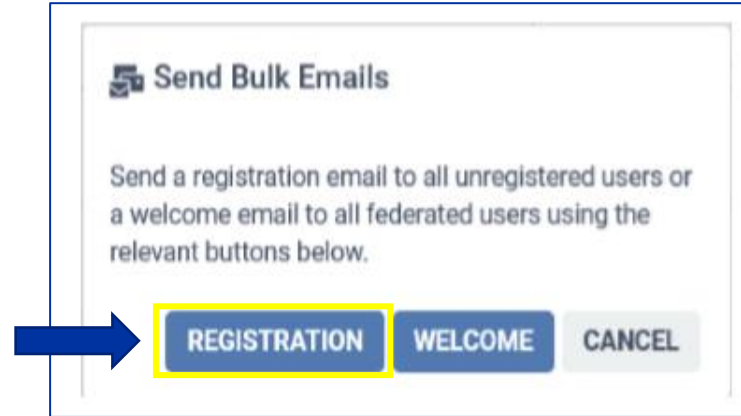 Send Bulk Emails
Send a registration email to all unregistered users or
a welcome email to all federated users using the
relevant buttons below.
REGISTRATION WELCOME CANCEL